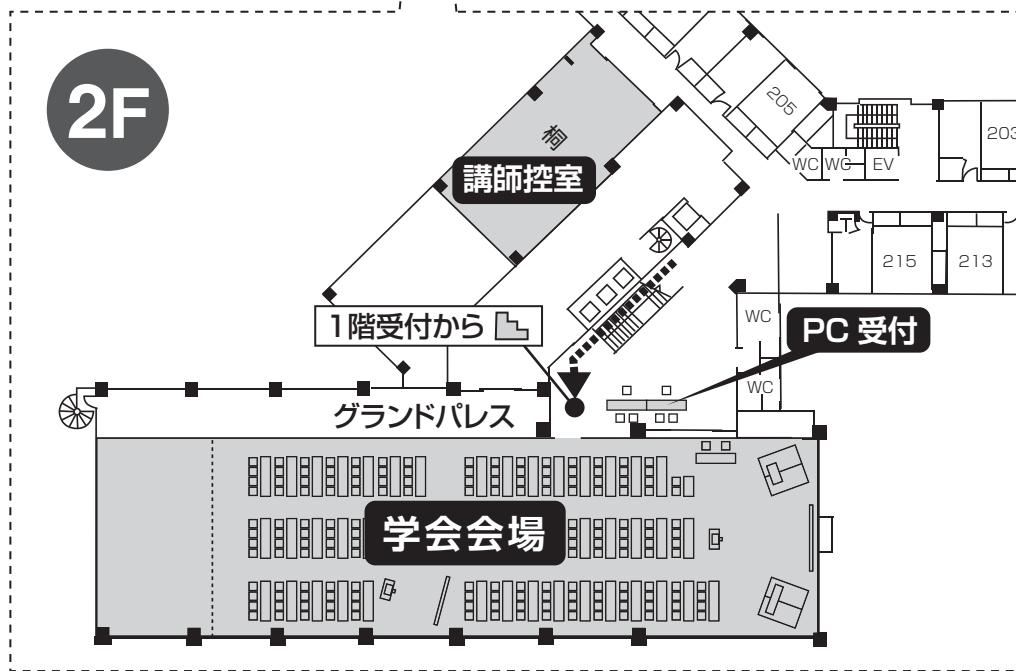 2F
桐
講師控室
205
WC
WC
EV
203
215
213
1階受付から
WC
PC 受付
WC
グランドパレス
学会会場